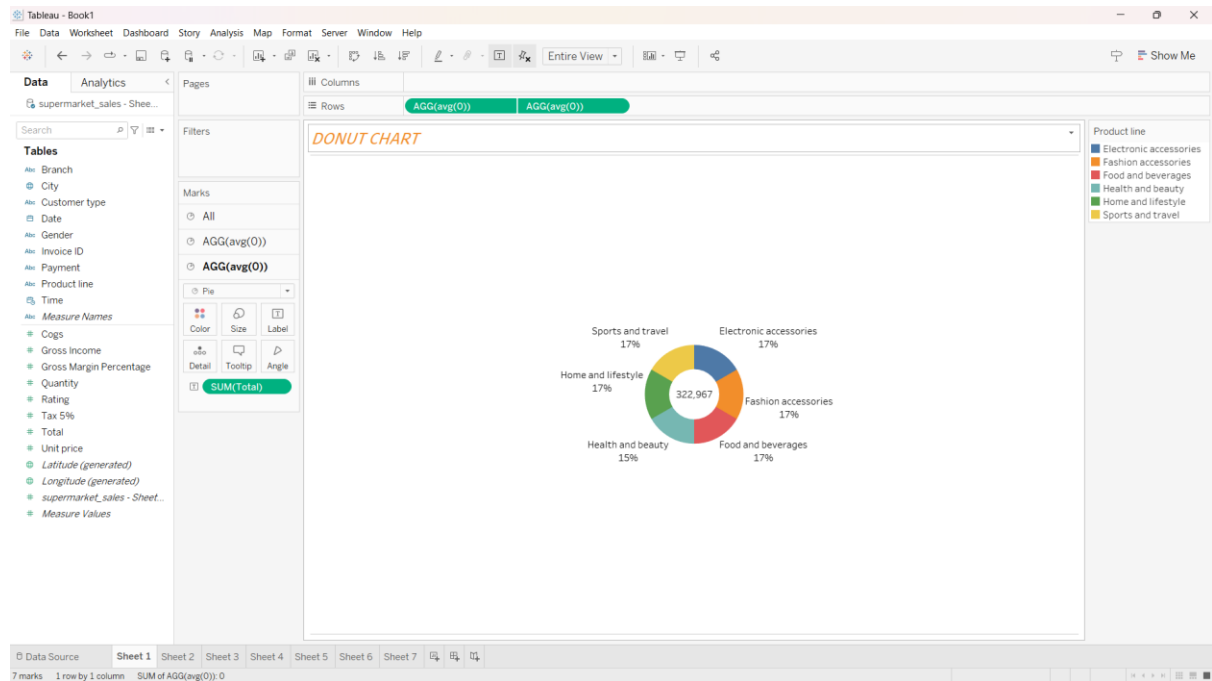 Tableau - Book1
File Data Worksheet Dashboard Story Analysis Map Format Server Window Help
Entire View
Show Me
Data Analytics
supermarket_sales - Shee...
Search
Tables
Abc Branch
City
Abc Customer type
Date
Abc Gender
Abc Invoice ID
Abc Payment
Abc Product line
Time
Abc Measure Names
# Cogs
# Gross Income
# Gross Margin Percentage
# Quantity
# Rating
# Tax 5%
# Total
# Unit price
Latitude (generated)
Longitude (generated)
# supermarket_sales - Sheet...
# Measure Values
Pages
Filters
Marks
All
AGG(avg(0))
AGG(avg(0))
Pie
Color Size Label
Detail Tooltip Angle
SUM(Total)
Columns
Rows AGG(avg(0)) AGG(avg(0))
DONUT CHART
Sports and travel
17%
Electronic accessories
17%
Home and lifestyle
17%
322,967
Fashion accessories
17%
Health and beauty
15%
Food and beverages
17%
Product line
Electronic accessories
Fashion accessories
Food and beverages
Health and beauty
Home and lifestyle
Sports and travel
Data Source Sheet 1 Sheet 2 Sheet 3 Sheet 4 Sheet 5 Sheet 6 Sheet 7
7 marks 1 row by 1 column SUM of AGG(avg(0)): 0